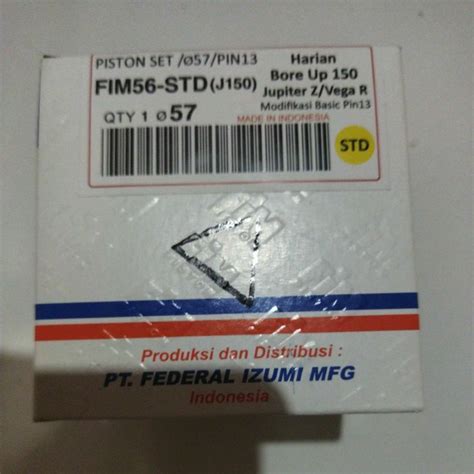 PISTON SET /Ø57/PIN13
FIM56-STD(J150)
QTY 1 Ø57
Harian
Bore Up 150
Jupiter Z/Vega R
Modifikasi Basic Pin13
MADE IN INDONESIA
STD
FIM
Produksi dan Distribusi :
PT. FEDERAL IZUMI MFG
Indonesia